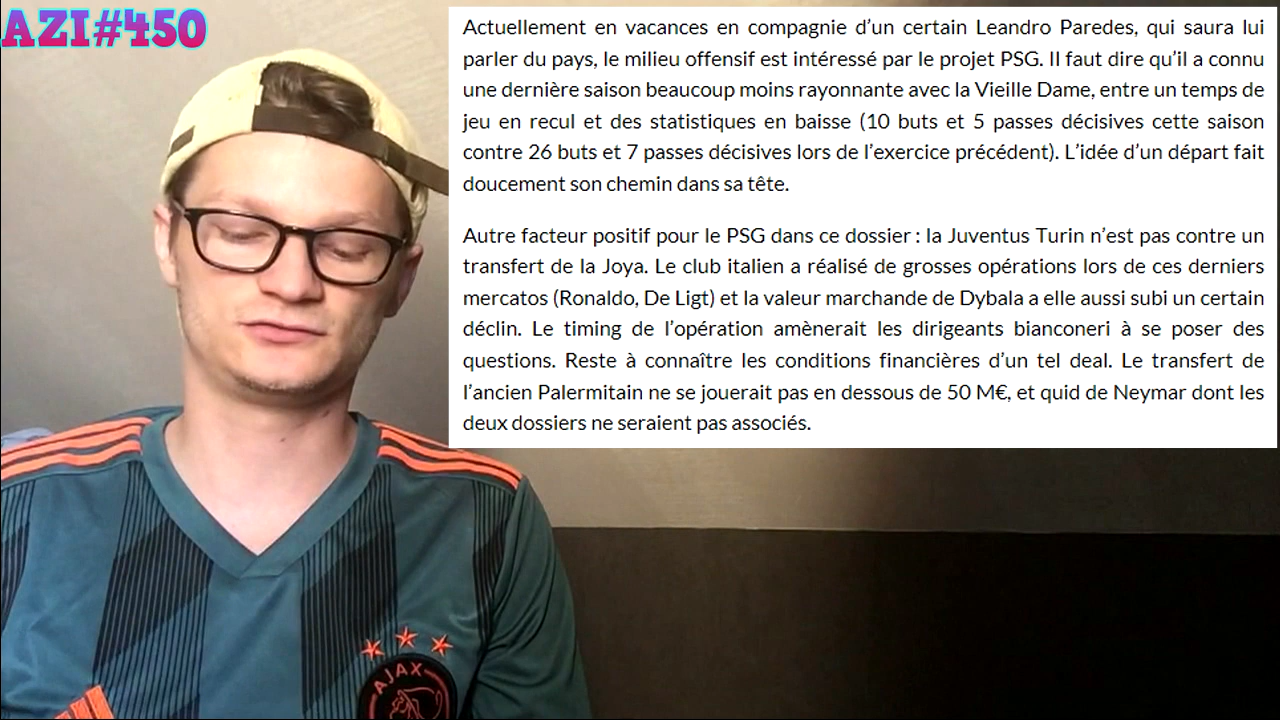 AZI#450
Actuellement en vacances en compagnie d’un certain Leandro Paredes, qui saura lui
parler du pays, le milieu offensif est intéressé par le projet PSG. Il faut dire qu’il a connu
une dernière saison beaucoup moins rayonnante avec la Vieille Dame, entre un temps de
jeu en recul et des statistiques en baisse (10 buts et 5 passes décisives cette saison
contre 26 buts et 7 passes décisives lors de l’exercice précédent). L’idée d’un départ fait
doucement son chemin dans sa tête.
Autre facteur positif pour le PSG dans ce dossier : la Juventus Turin n’est pas contre un
transfert de la Joya. Le club italien a réalisé de grosses opérations lors de ces derniers
mercatos (Ronaldo, De Ligt) et la valeur marchande de Dybala a elle aussi subi un certain
déclin. Le timing de l’opération amènerait les dirigeants bianconeri à se poser des
questions. Reste à connaître les conditions financières d’un tel deal. Le transfert de
l’ancien Palermitain ne se jouerait pas en dessous de 50 M€, et quid de Neymar dont les
deux dossiers ne seraient pas associés.
AJAX